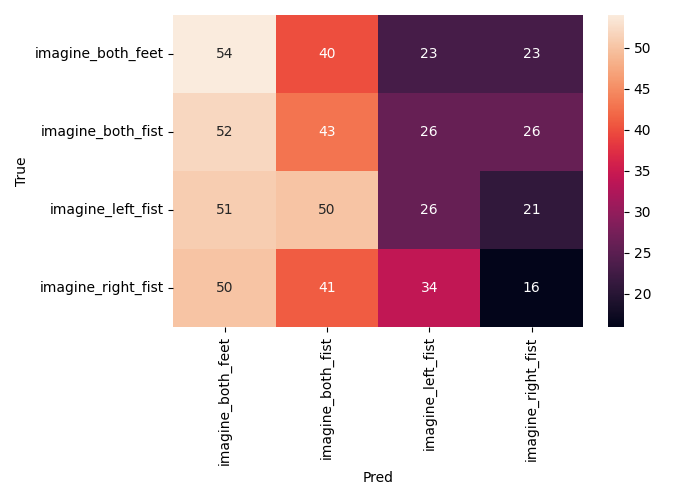 imagine_both_feet 54 40 23 23
imagine_both_fist 52 43 26 26
imagine_left_fist 51 50 26 21
imagine_right_fist 50 41 34 16
True
imagine_both_feet
imagine_both_fist
imagine_left_fist
imagine_right_fist
Pred
50
45
40
35
30
25
20